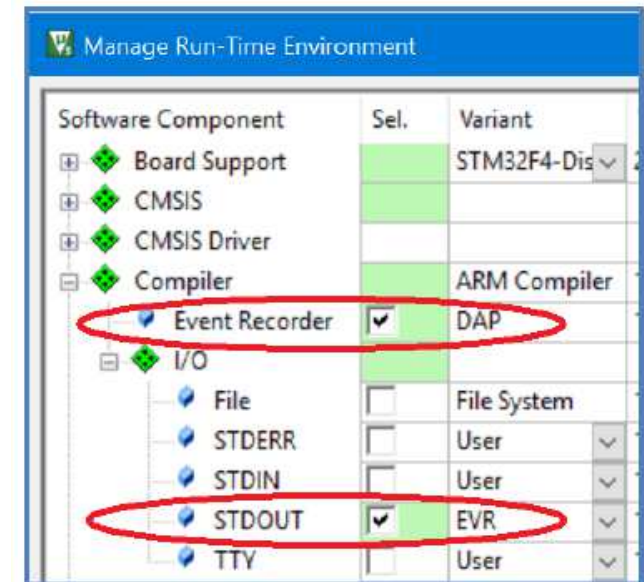 Manage Run-Time Environment
Software Component Sel. Variant
Board Support STM32F4-Dis
CMSIS
CMSIS Driver
Compiler ARM Compiler
Event Recorder DAP
I/O
File File System
STDERR User
STDIN User
STDOUT EVR
TTY User